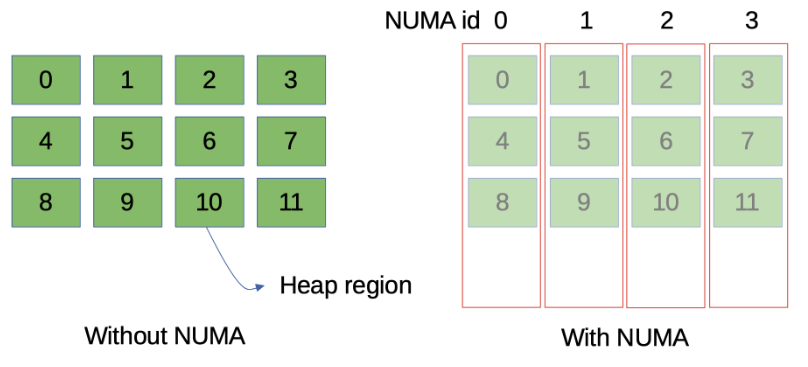 NUMA id 0 1 2 3
0 1 2 3
4 5 6 7
8 9 10 11
Heap region
Without NUMA
0 1 2 3
4 5 6 7
8 9 10 11
With NUMA